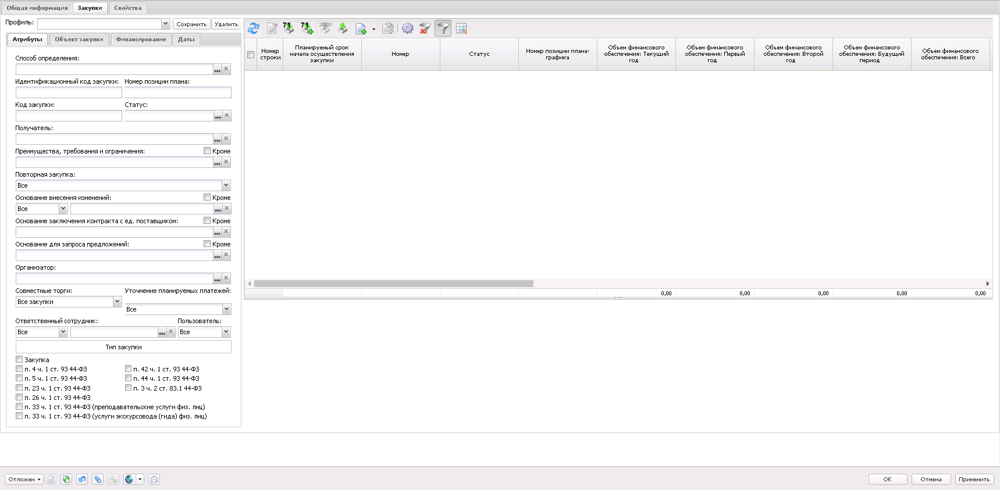 Общая информация
Закупки
Свойства
Профиль:
Сохранить
Удалить
Атрибуты
Объект закупки
Финансирование
Даты
Способ определения:
Идентификационный код закупки:
Номер позиции плана:
Код закупки:
Статус:
Получатель:
Преимущества, требования и ограничения:
Кроме
Повторная закупка:
Все
Основание внесения изменений:
Кроме
Все
Основание заключения контракта с ед. поставщиком:
Кроме
Основание для запроса предложений:
Кроме
Организатор:
Совместные торги:
Уточнение планируемых платежей:
Все закупки
Все
Ответственный сотрудник:
Пользователь:
Все
Все
Тип закупки
Закупка
п. 4 ч. 1 ст. 93 44-ФЗ
п. 42 ч. 1 ст. 93 44-ФЗ
п. 5 ч. 1 ст. 93 44-ФЗ
п. 44 ч. 1 ст. 93 44-ФЗ
п. 23 ч. 1 ст. 93 44-ФЗ
п. 3 ч. 2 ст. 83.1 44-ФЗ
п. 26 ч. 1 ст. 93 44-ФЗ
п. 33 ч. 1 ст. 93 44-ФЗ (преподавательские услуги физ. лиц)
п. 33 ч. 1 ст. 93 44-ФЗ (услуги экскурсовода (гида) физ. лиц)
71
71
2020
Номер
строки
Планируемый срок
начала осуществления
закупки
Номер
Статус
Номер позиции плана-
графика
Объем финансового
обеспечения: Текущий
год
Объем финансового
обеспечения: Первый
год
Объем финансового
обеспечения: Второй
год
Объем финансового
обеспечения: Будущий
период
Объем финансового
обеспечения: Всего
0,00
0,00
0,00
0,00
0,00
Отложен
OK
Отмена
Применить